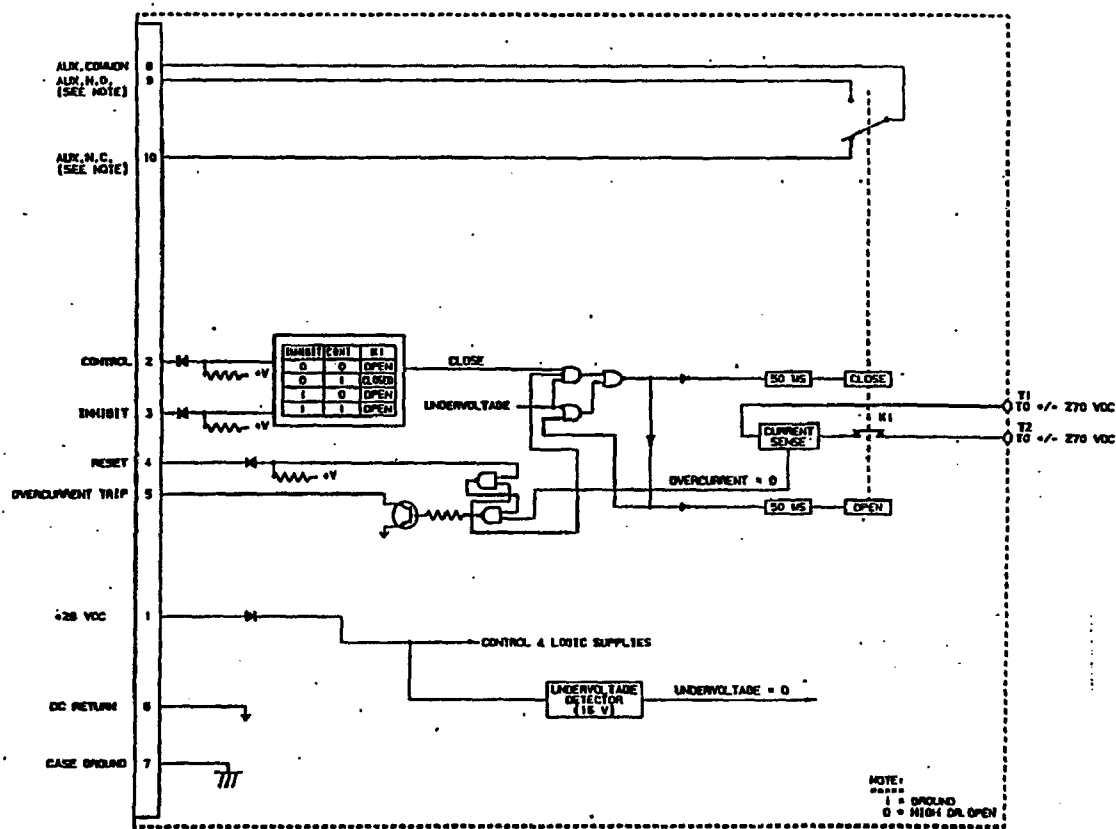 AUX.COMMON 8
AUX.N.O. 9
(SEE NOTE)
AUX.N.C. 10
(SEE NOTE)
CONTROL 2
+V
INHIBIT CONT K1
0 0 OPEN
0 1 CLOSED
1 0 OPEN
1 1 OPEN
CLOSE
UNDERVOLTAGE
50 MS
CLOSE
INHIBIT 3
+V
T1
TO +/- 270 VDC
K1
T2
TO +/- 270 VDC
CURRENT
SENSE
RESET 4
+V
OVERCURRENT TRIP 5
OVERCURRENT = 0
50 MS
OPEN
+28 VDC 1
CONTROL & LOGIC SUPPLIES
UNDERVOLTAGE
DETECTOR
(15 V)
UNDERVOLTAGE = 0
DC RETURN 6
CASE GROUND 7
NOTE:
1 = GROUND
0 = HIGH OR OPEN